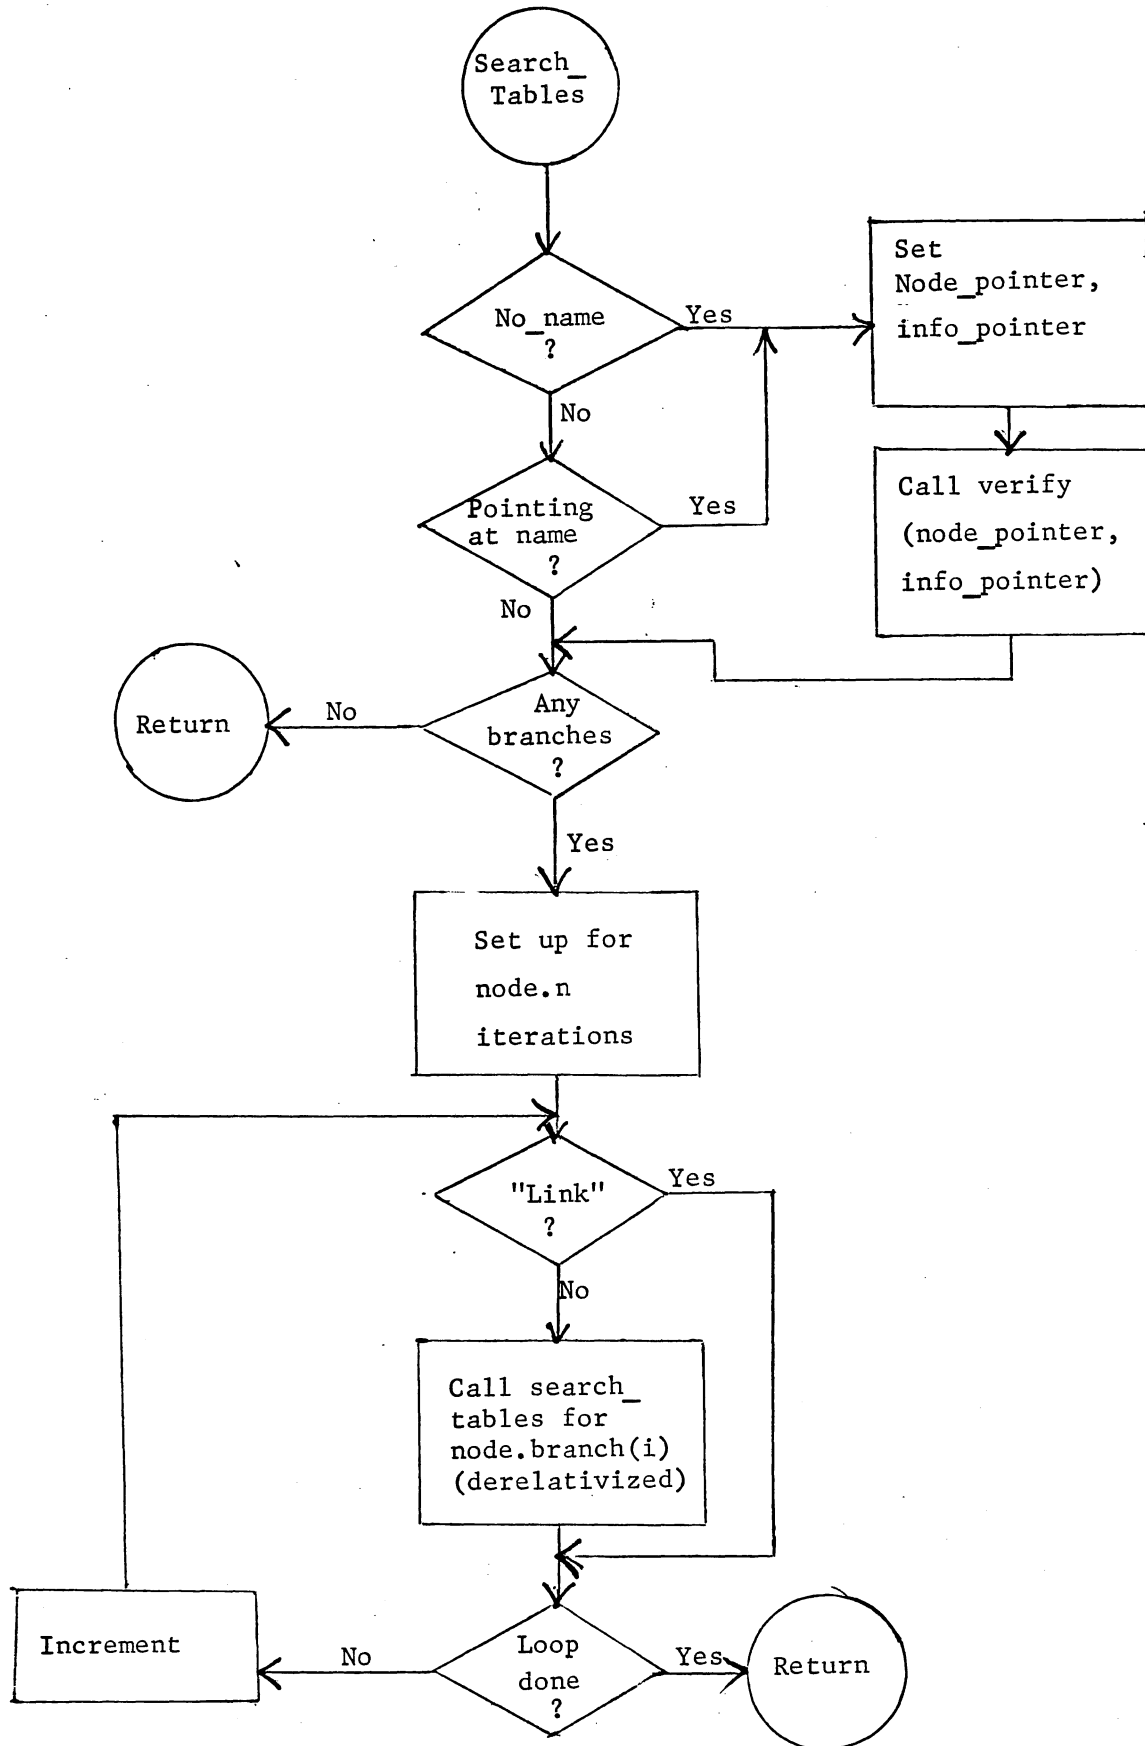 Search_
Tables
No_name
?
Yes
No
Set
Node_pointer,
info_pointer
Pointing
at name
?
Yes
No
Call verify
(node_pointer,
info_pointer)
Any
branches
?
No
Return
Yes
Set up for
node.n
iterations
"Link"
?
Yes
No
Call search_
tables for
node.branch(i)
(derelativized)
Loop
done
?
No
Increment
Yes
Return